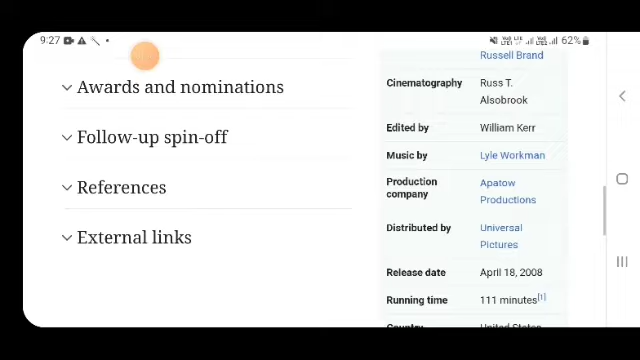 9:27
62%
Awards and nominations
Follow-up spin-off
References
External links
Russell Brand
Cinematography Russ T.
Alsobrook
Edited by William Kerr
Music by Lyle Workman
Production Apatow
company Productions
Distributed by Universal
Pictures
Release date April 18, 2008
Running time 111 minutes[1]
Country United States